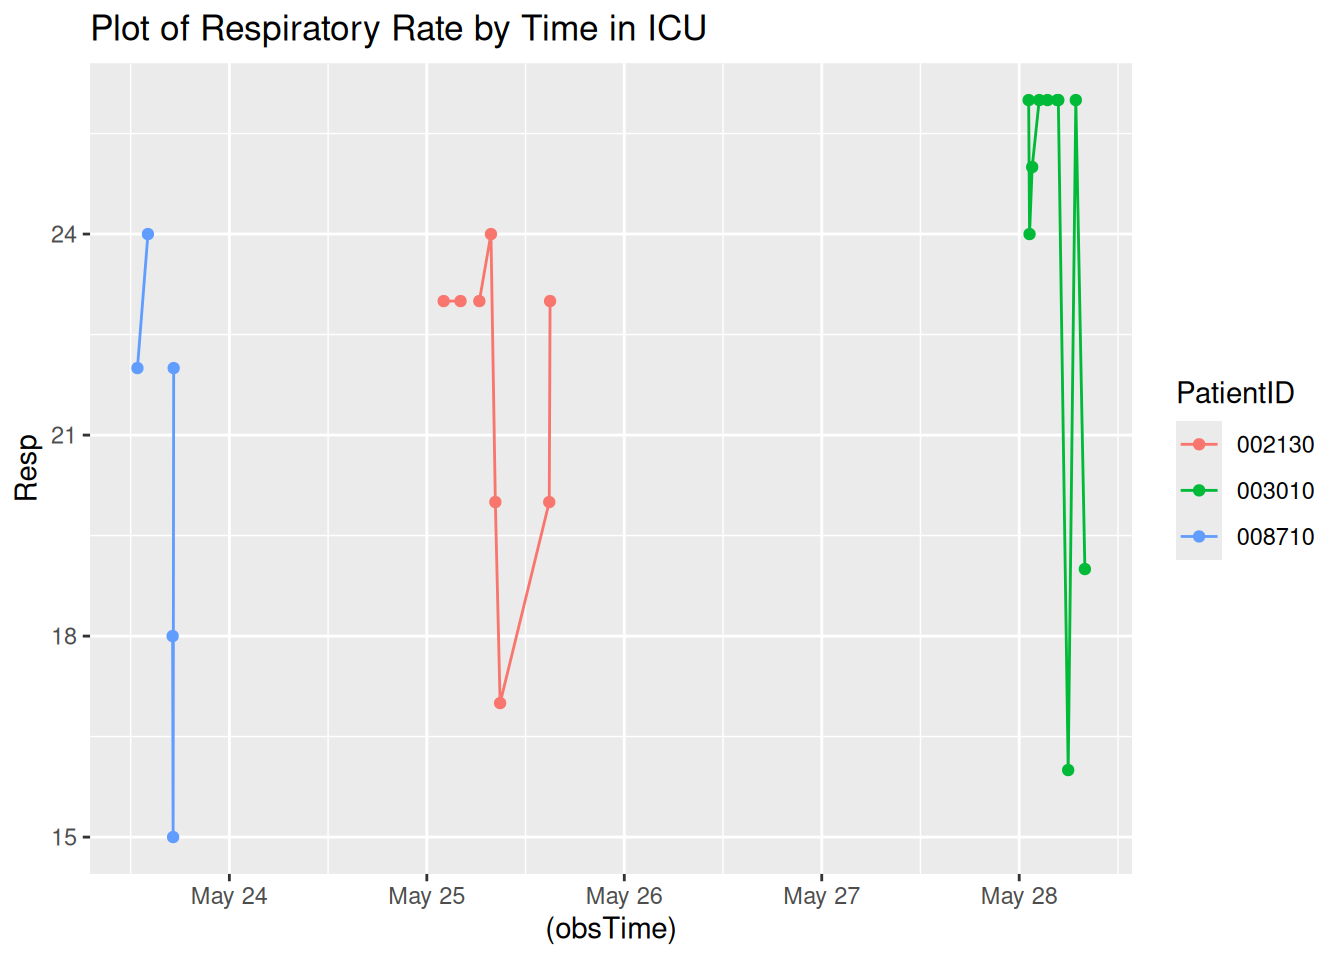 Plot of Respiratory Rate by Time in ICU
Resp
24
21
18
15
May 24
May 25
May 26
May 27
May 28
(obsTime)
PatientID
002130
003010
008710